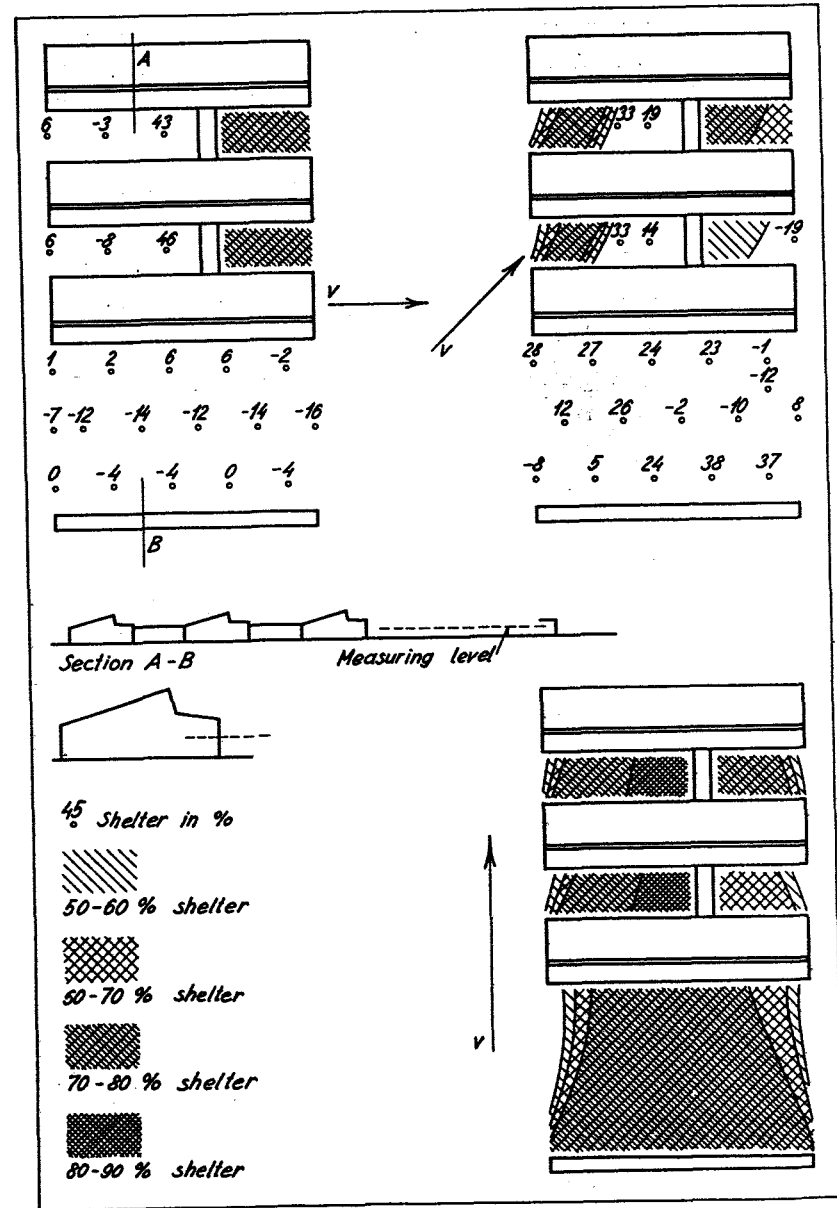 A
6 -3 43
6 -8 46
V
1 2 6 6 -2
-7 -12 -14 -12 -14 -16
0 -4 -4 0 -4
B
33 19
33 14 -19
V
28 27 24 23 -1
-12
12 26 -2 -10 8
-8 5 24 38 37
Section A-B
Measuring level
45 Shelter in %
50-60 % shelter
60-70 % shelter
70-80 % shelter
80-90 % shelter
V